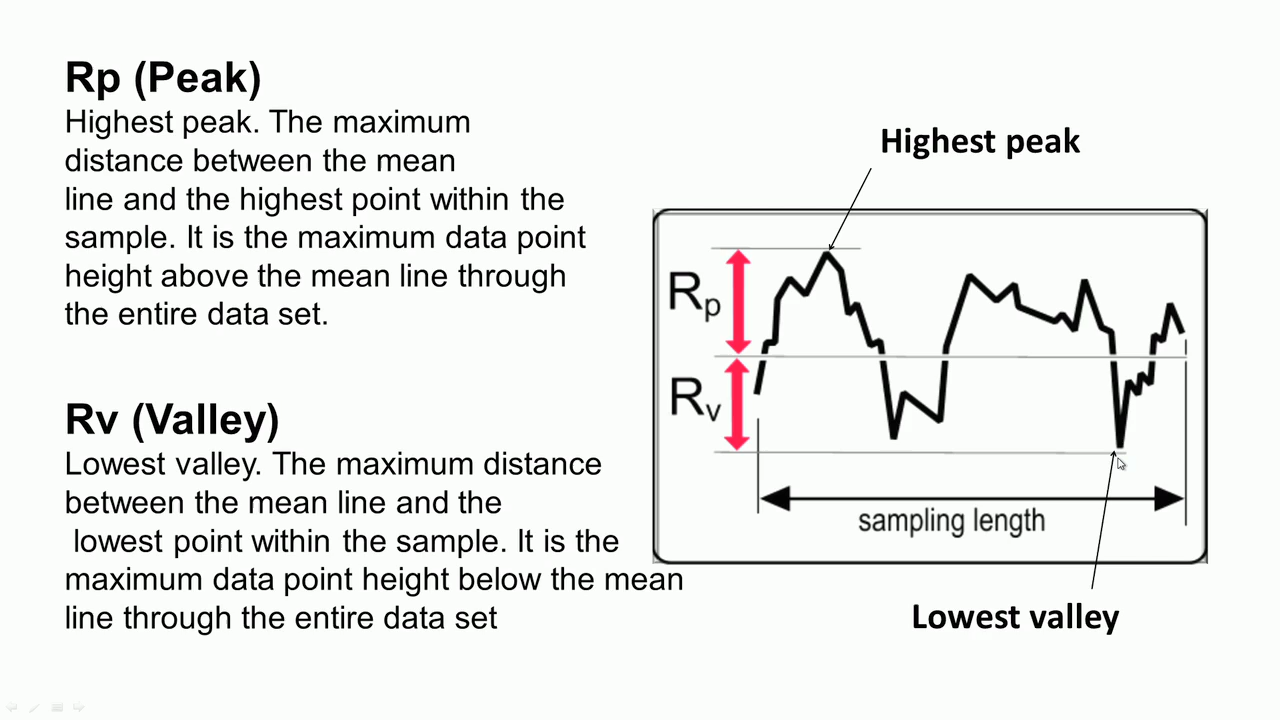 Rp (Peak)
Highest peak. The maximum
distance between the mean
line and the highest point within the
sample. It is the maximum data point
height above the mean line through
the entire data set.
Rv (Valley)
Lowest valley. The maximum distance
between the mean line and the
lowest point within the sample. It is the
maximum data point height below the mean
line through the entire data set
Highest peak
Rp
Rv
sampling length
Lowest valley